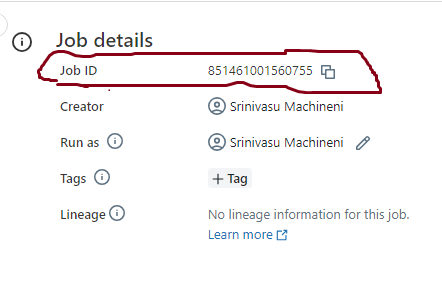 Job details
Job ID 851461001560755
Creator Srinivasu Machineni
Run as Srinivasu Machineni
Tags + Tag
Lineage No lineage information for this job.
Learn more